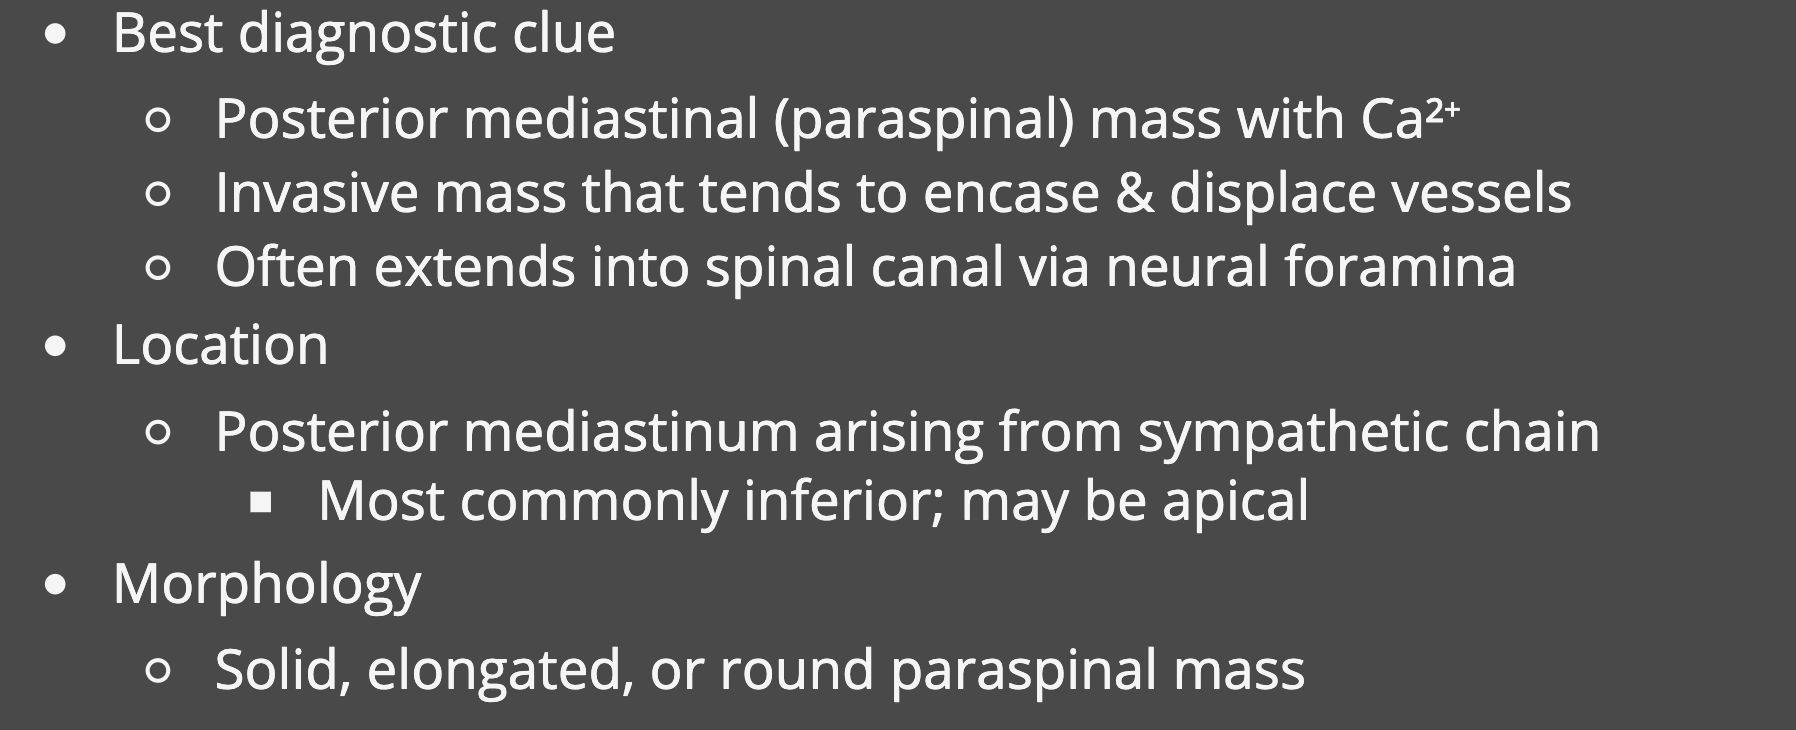 Best diagnostic clue
Posterior mediastinal (paraspinal) mass with Ca²⁺
Invasive mass that tends to encase & displace vessels
Often extends into spinal canal via neural foramina
Location
Posterior mediastinum arising from sympathetic chain
Most commonly inferior; may be apical
Morphology
Solid, elongated, or round paraspinal mass